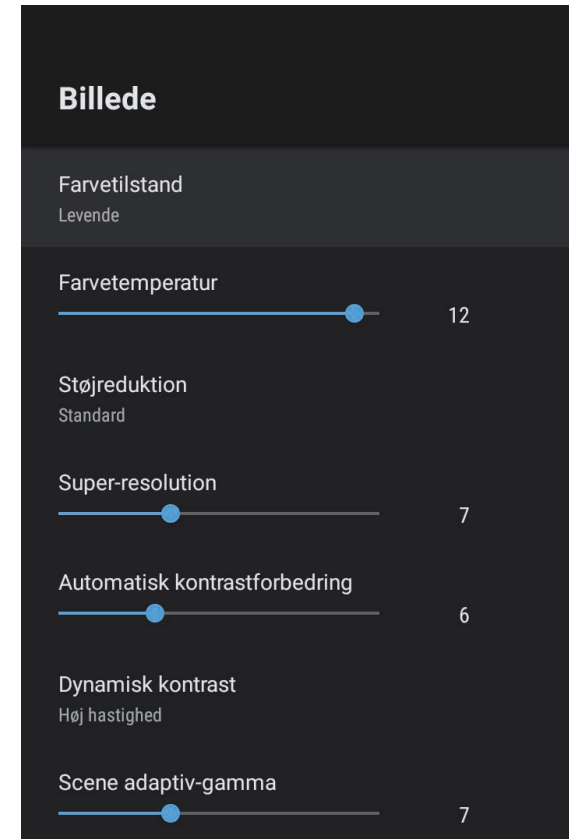 Billede
Farvetilstand
Levende
Farvetemperatur
12
Støjreduktion
Standard
Super-resolution
7
Automatisk kontrastforbedring
6
Dynamisk kontrast
Høj hastighed
Scene adaptiv-gamma
7